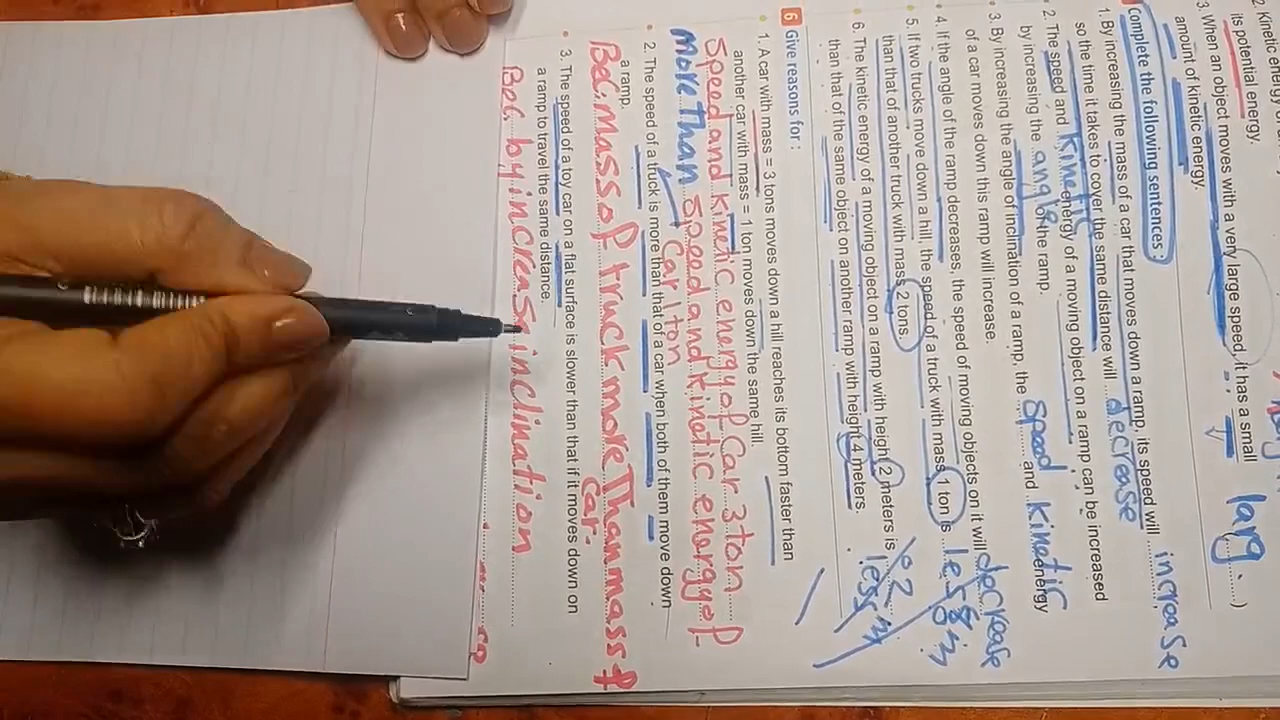 2. Kinetic energy
its potential energy.
3. When an object moves with a very large speed, it has a small larg. )
amount of kinetic energy.
Complete the following sentences :
1. By increasing the mass of a car that moves down a ramp, its speed will increase
so the time it takes to cover the same distance will decrease
2. The speed and kinetic energy of a moving object on a ramp can be increased
by increasing the angle of the ramp.
3. By increasing the angle of inclination of a ramp, the speed and kinetic energy
of a car moves down this ramp will increase.
4. If the angle of the ramp decreases, the speed of moving objects on it will decrease
5. If two trucks move down a hill, the speed of a truck with mass 1 ton is less
than that of another truck with mass 2 tons.
6. The kinetic energy of a moving object on a ramp with height 2 meters is less
than that of the same object on another ramp with height 4 meters.
6 Give reasons for :
1. A car with mass = 3 tons moves down a hill reaches its bottom faster than
another car with mass = 1 ton moves down the same hill.
Speed and kinetic energy of Car 3 ton
more Than speed and kinetic energy of
Car 1 ton
2. The speed of a truck is more than that of a car, when both of them move down
a ramp.
Bec. mass of truck more Than mass of
car.
3. The speed of a toy car on a flat surface is slower than that if it moves down on
a ramp to travel the same distance.
Bec. by increas inclination